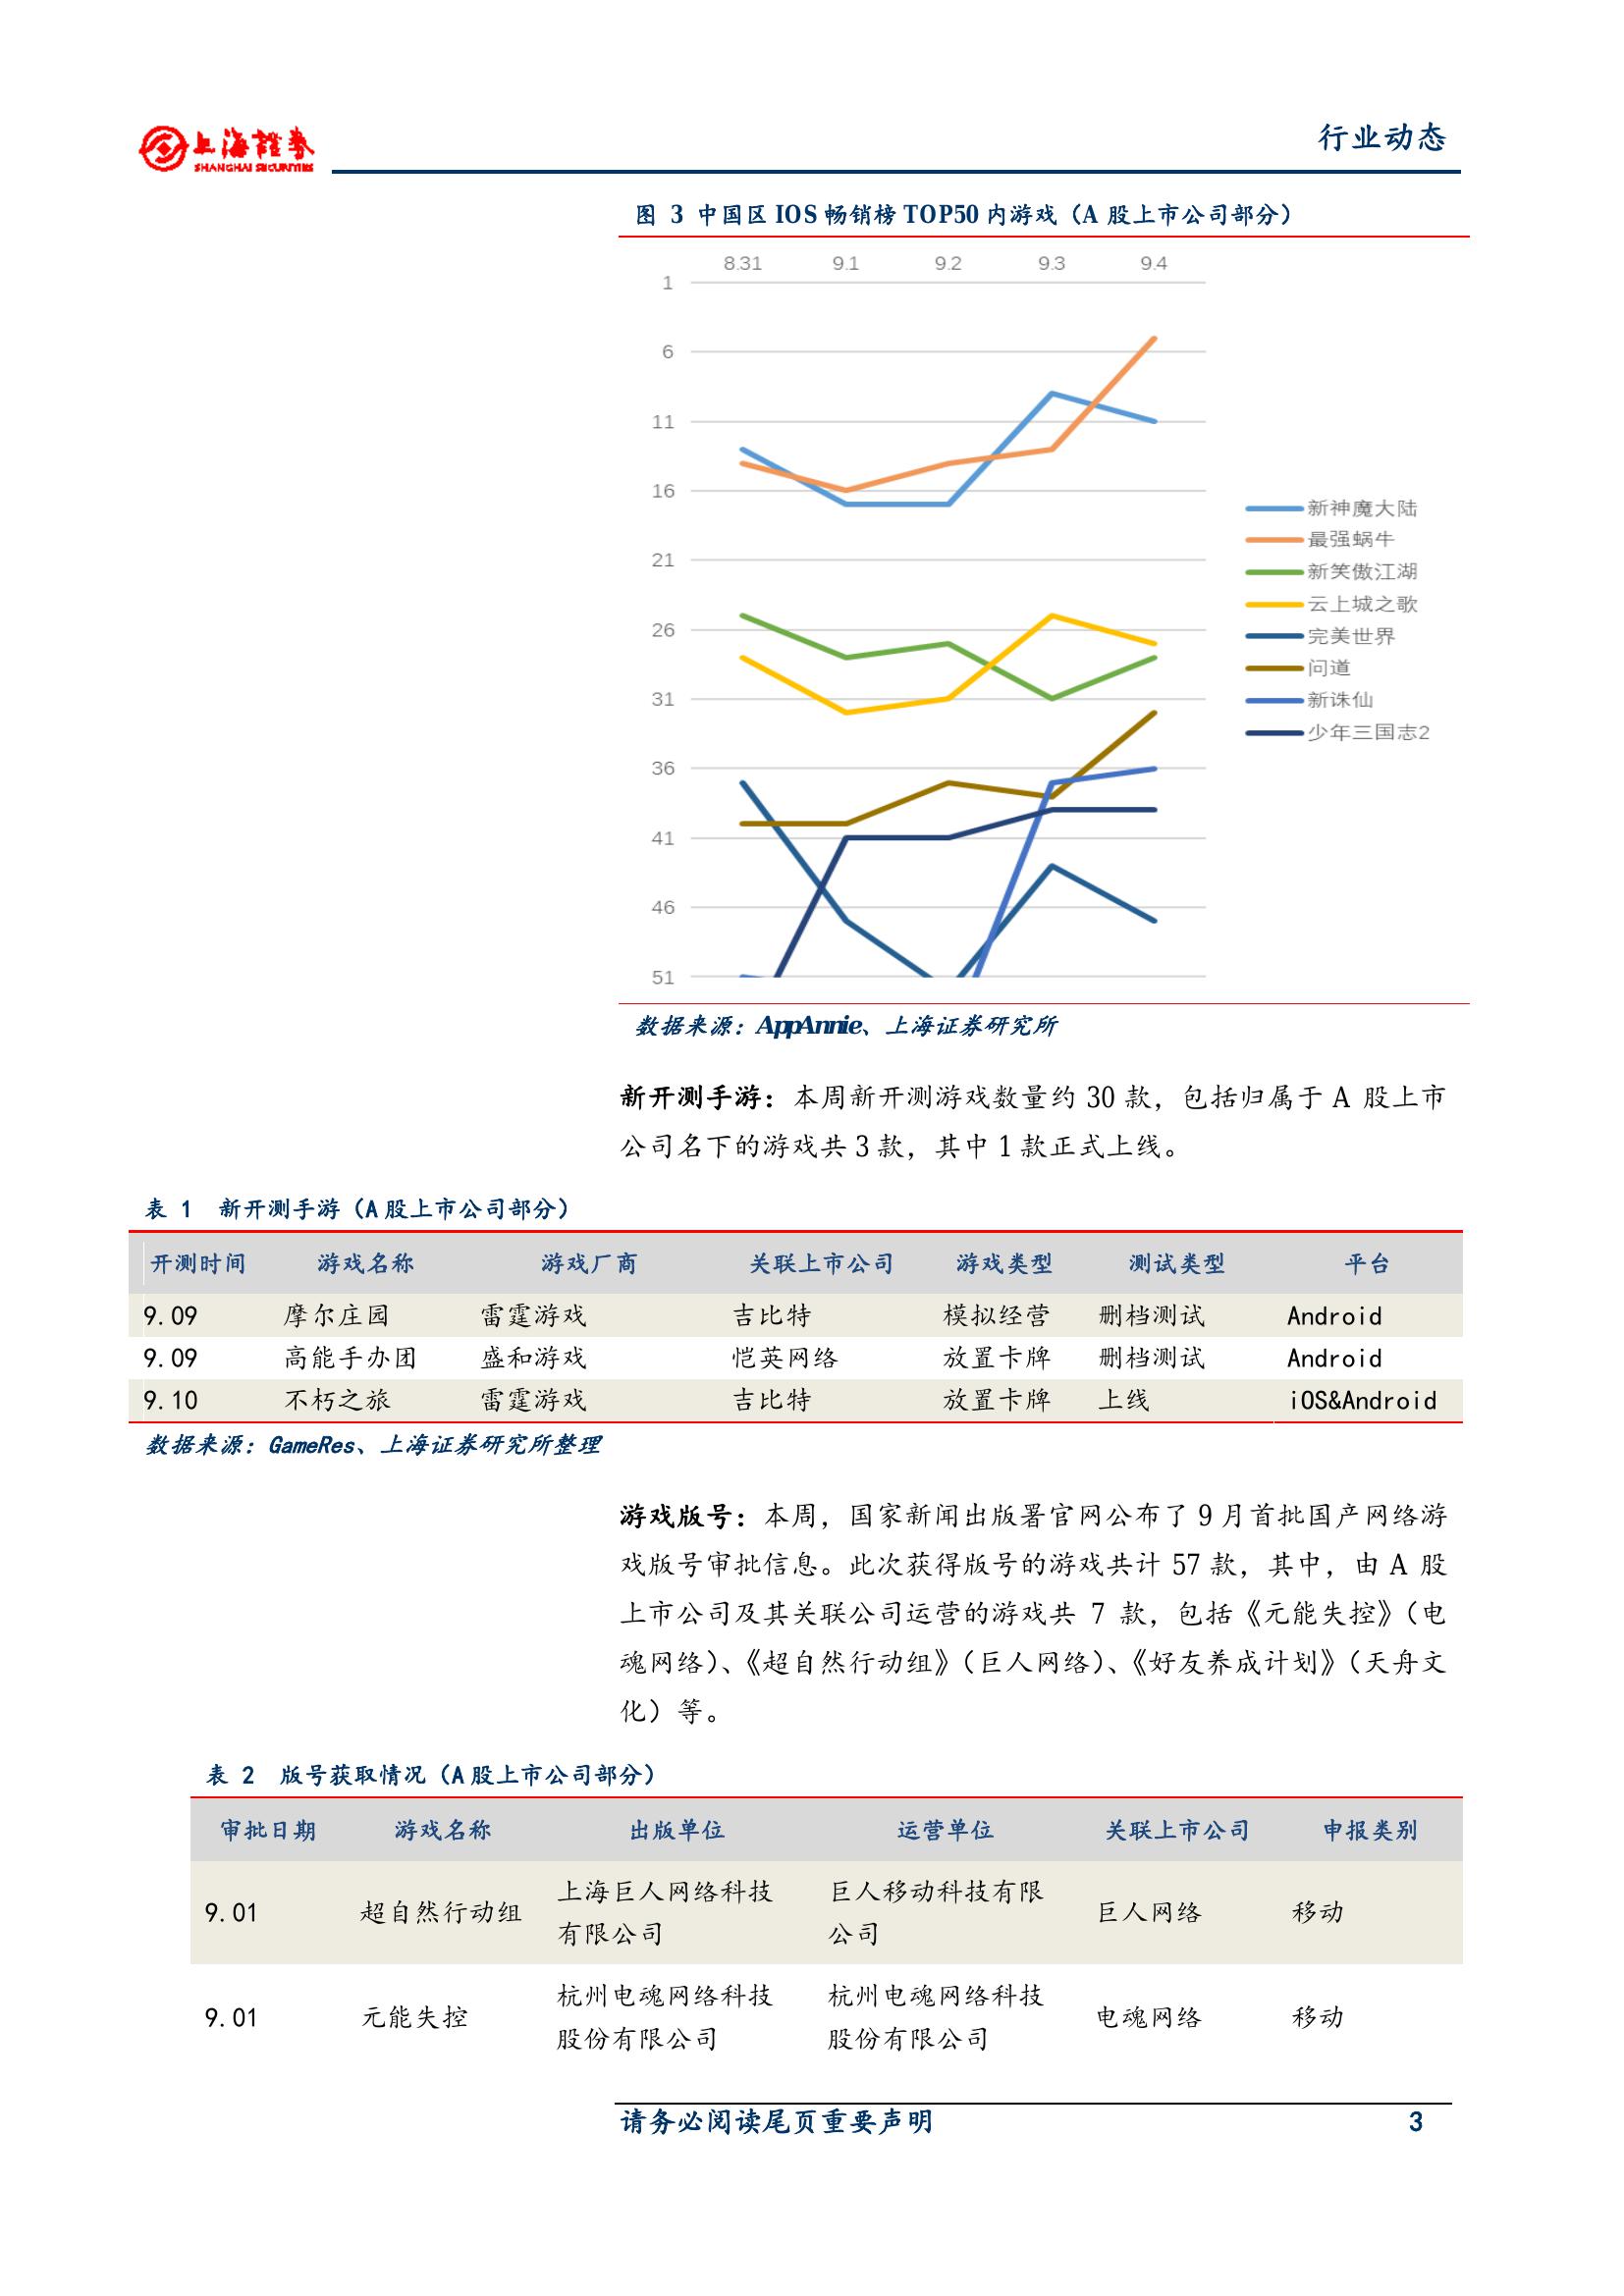 上海證券
SHANGHAI SECURITIES
行业动态
图 3 中国区 IOS 畅销榜 TOP50 内游戏（A 股上市公司部分）
8.31 9.1 9.2 9.3 9.4
1
6
11
16
21
26
31
36
41
46
51
新神魔大陆
最强蜗牛
新笑傲江湖
云上城之歌
完美世界
问道
新诛仙
少年三国志2
数据来源：AppAnnie、上海证券研究所
新开测手游：本周新开测游戏数量约 30 款，包括归属于 A 股上市
公司名下的游戏共 3 款，其中 1 款正式上线。
表 1 新开测手游（A 股上市公司部分）
开测时间 游戏名称 游戏厂商 关联上市公司 游戏类型 测试类型 平台
9.09 摩尔庄园 雷霆游戏 吉比特 模拟经营 删档测试 Android
9.09 高能手办团 盛和游戏 恺英网络 放置卡牌 删档测试 Android
9.10 不朽之旅 雷霆游戏 吉比特 放置卡牌 上线 iOS&Android
数据来源：GameRes、上海证券研究所整理
游戏版号：本周，国家新闻出版署官网公布了 9 月首批国产网络游
戏版号审批信息。此次获得版号的游戏共计 57 款，其中，由 A 股
上市公司及其关联公司运营的游戏共 7 款，包括《元能失控》（电
魂网络）、《超自然行动组》（巨人网络）、《好友养成计划》（天舟文
化）等。
表 2 版号获取情况（A 股上市公司部分）
审批日期 游戏名称 出版单位 运营单位 关联上市公司 申报类别
上海巨人网络科技 巨人移动科技有限
9.01 超自然行动组 巨人网络 移动
有限公司 公司
杭州电魂网络科技 杭州电魂网络科技
9.01 元能失控 电魂网络 移动
股份有限公司 股份有限公司
请务必阅读尾页重要声明 3